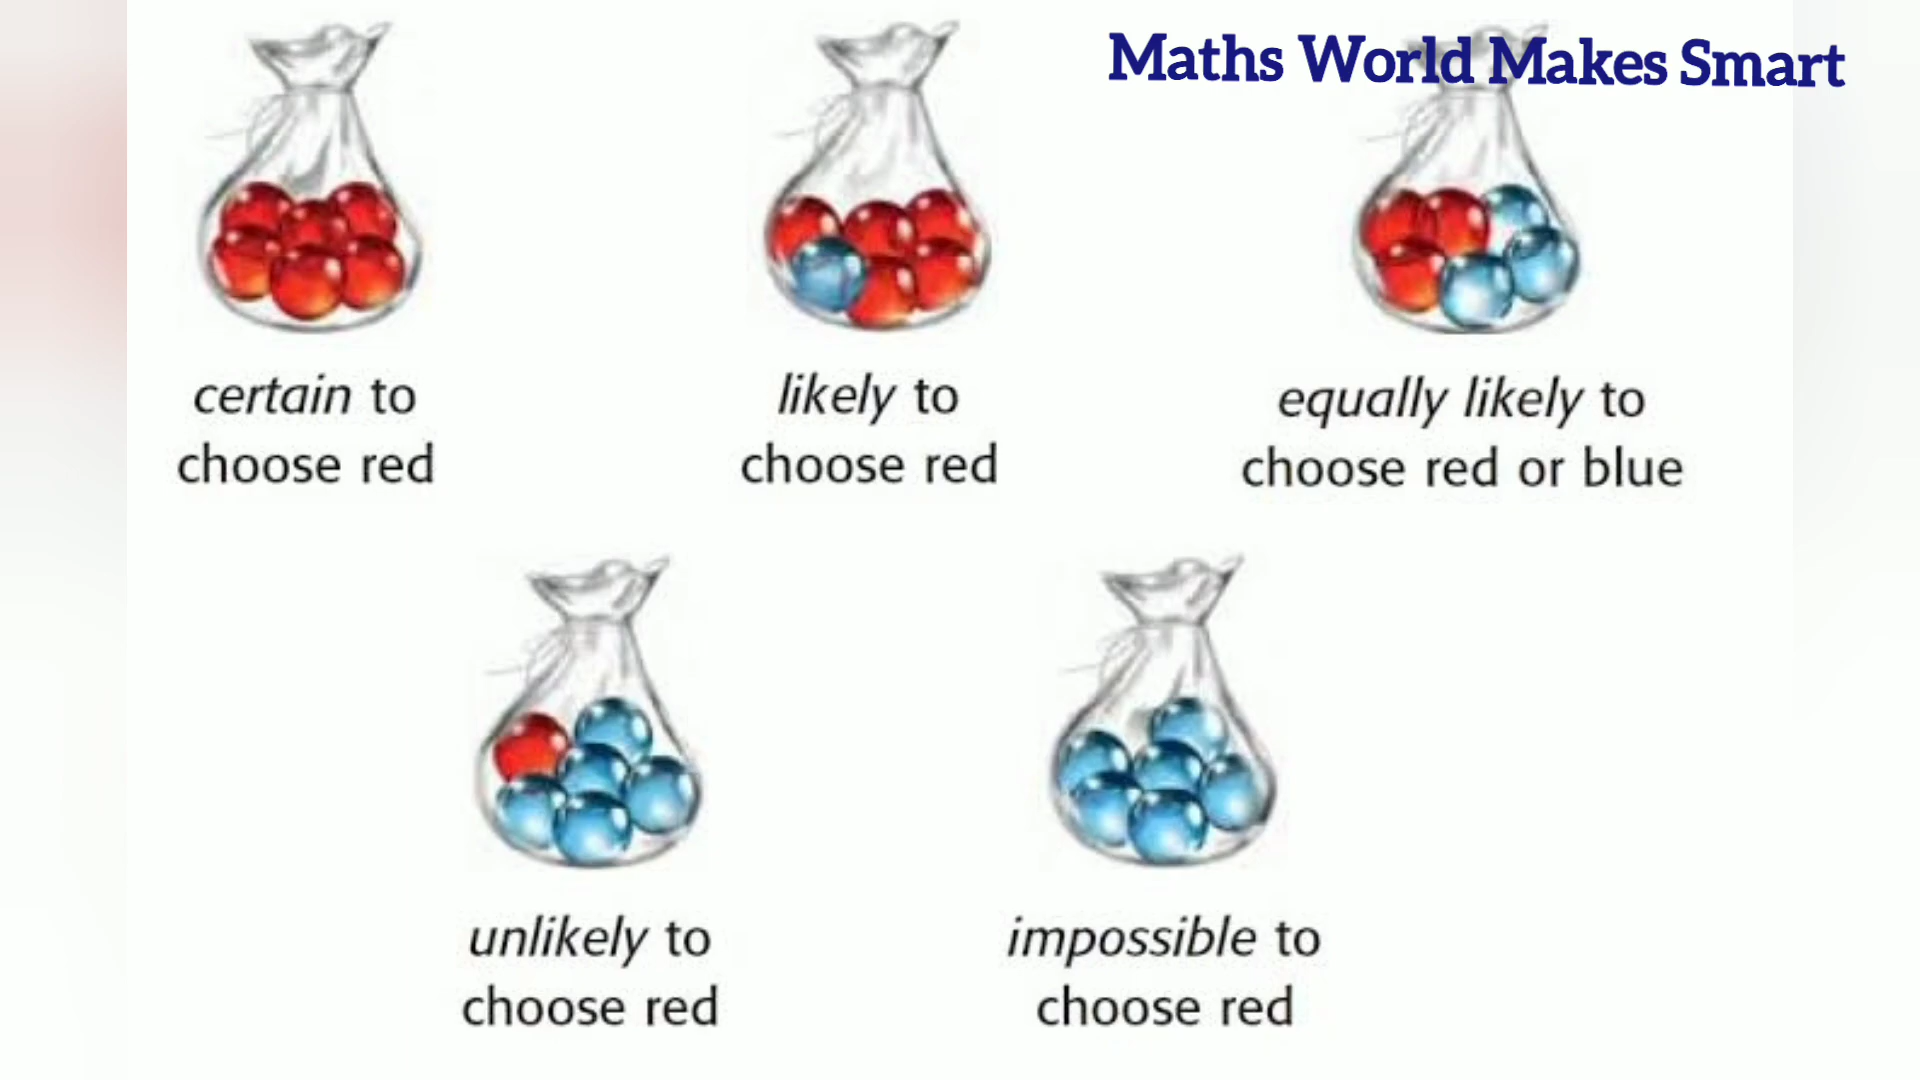 Maths World Makes Smart
certain to
choose red
likely to
choose red
equally likely to
choose red or blue
unlikely to
choose red
impossible to
choose red